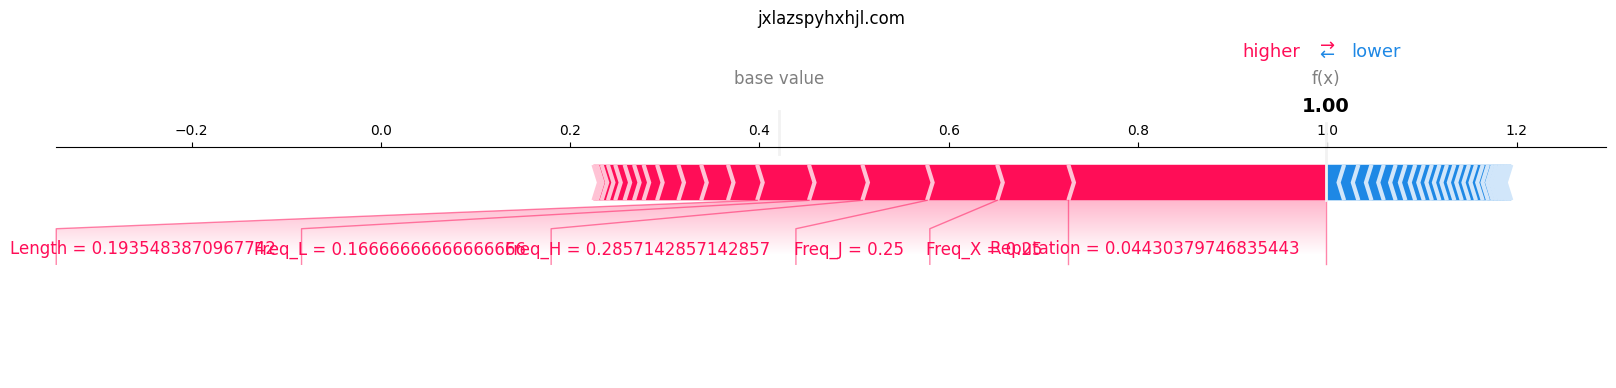 jxlazspyhxhjl.com
higher ⇄ lower
base value f(x)
1.00
−0.2 0.0 0.2 0.4 0.6 0.8 1.0 1.2
Length = 0.1935483870967742 Freq_L = 0.16666666666666666 Freq_H = 0.2857142857142857 Freq_J = 0.25 Freq_X = 0.25 Reputation = 0.04430379746835443